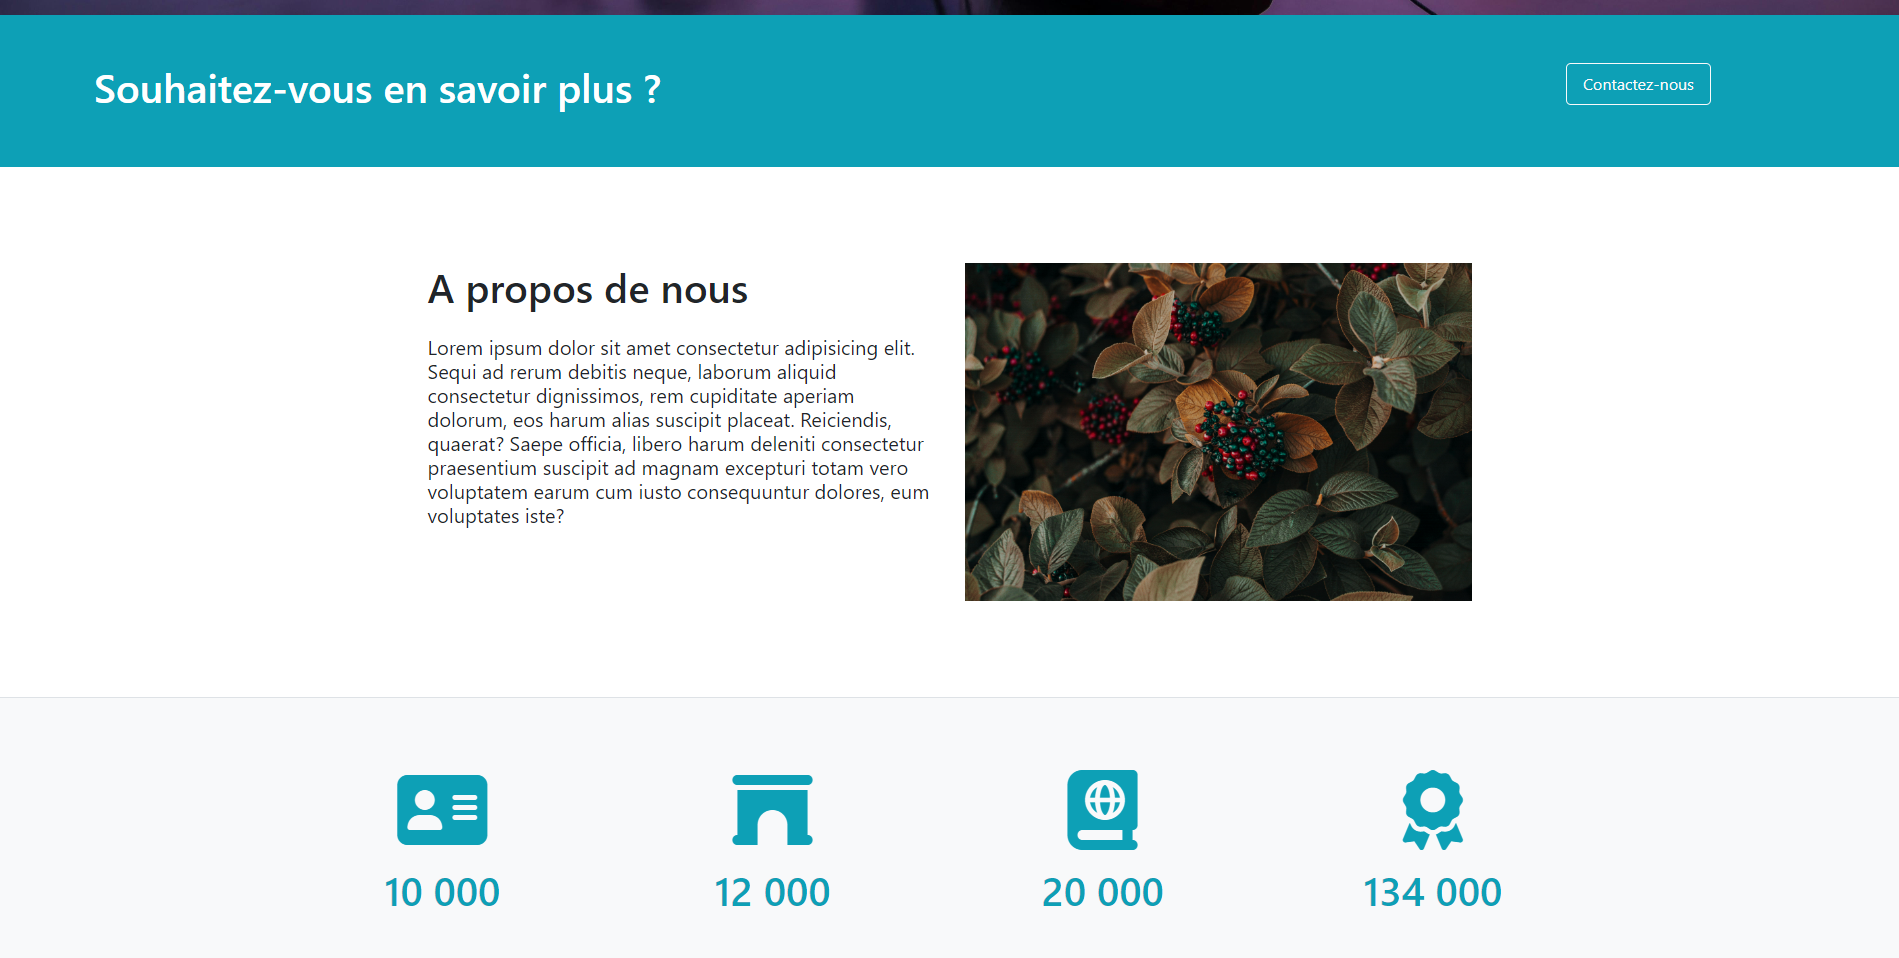 Souhaitez-vous en savoir plus ?
Contactez-nous
A propos de nous
Lorem ipsum dolor sit amet consectetur adipisicing elit.
Sequi ad rerum debitis neque, laborum aliquid
consectetur dignissimos, rem cupiditate aperiam
dolorum, eos harum alias suscipit placeat. Reiciendis,
quaerat? Saepe officia, libero harum deleniti consectetur
praesentium suscipit ad magnam excepturi totam vero
voluptatem earum cum iusto consequuntur dolores, eum
voluptates iste?
10 000
12 000
20 000
134 000